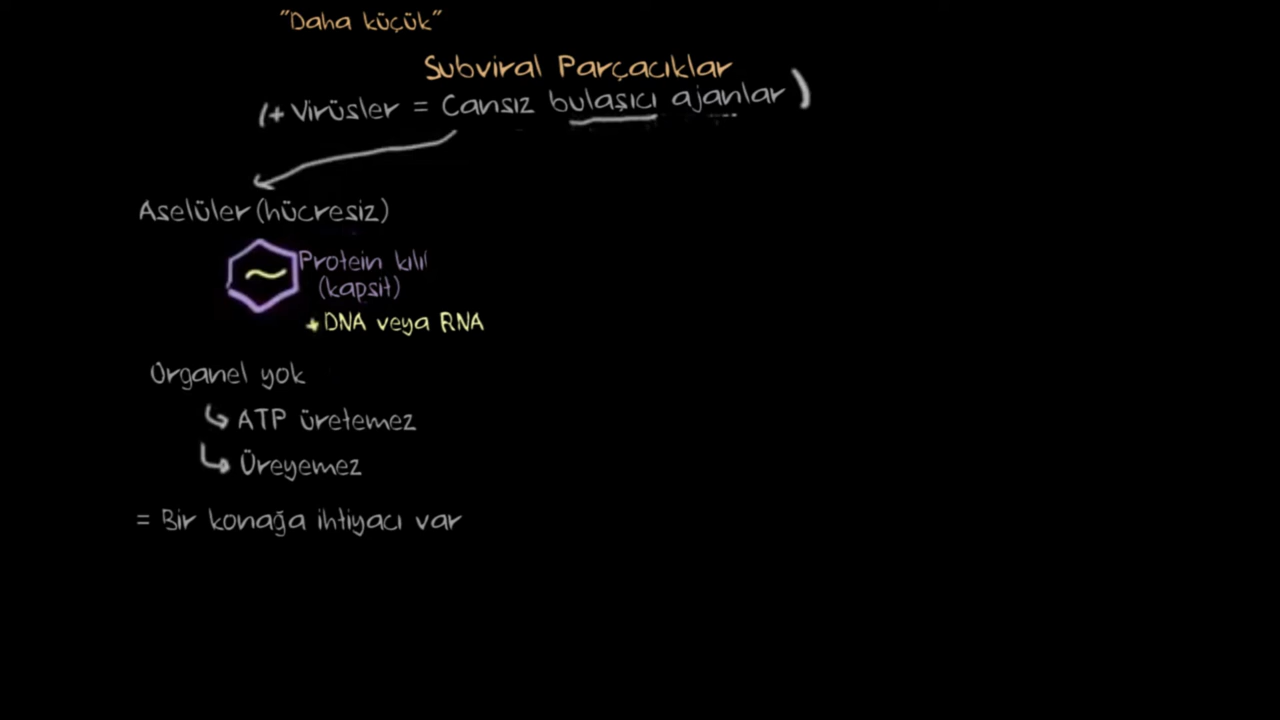 "Daha küçük"
Subviral Parçacıklar
(+ Virüsler = Cansız bulaşıcı ajanlar)
Aselüler (hücresiz)
Protein kılı
(kapsit)
+ DNA veya RNA
Organel yok
↳ ATP üretemez
↳ Üreyemez
= Bir konağa ihtiyacı var